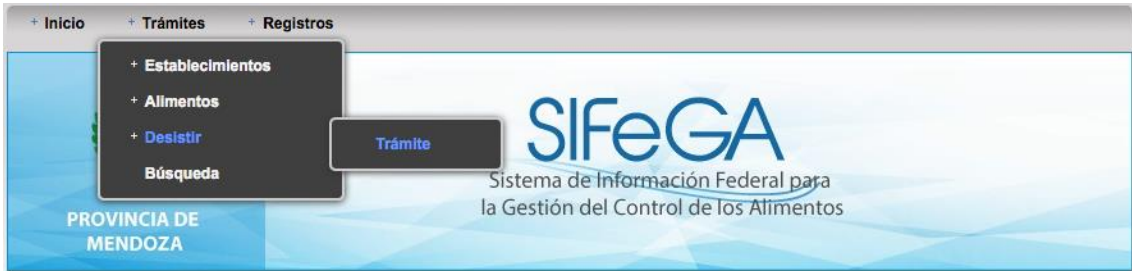 + Inicio + Trámites + Registros
+ Establecimientos
+ Alimentos
+ Desistir
Trámite
Búsqueda
SIFeGA
Sistema de Información Federal para
la Gestión del Control de los Alimentos
PROVINCIA DE
MENDOZA